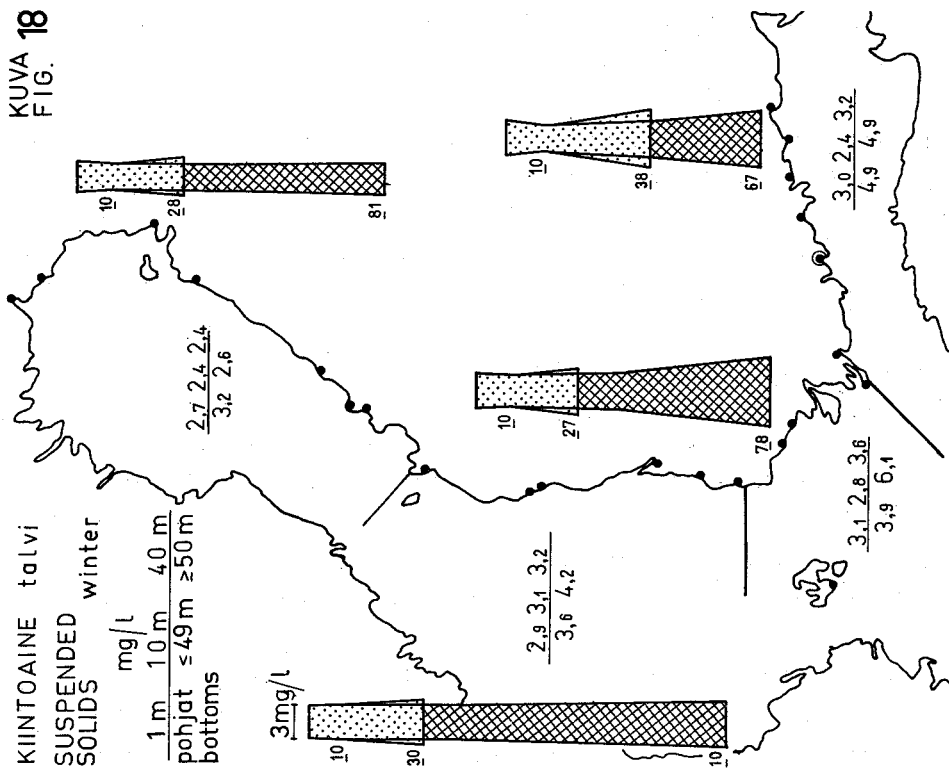 KUVA
FIG. 18
KIINTOAINE talvi
SUSPENDED
SOLIDS winter
mg/l
1 m 10 m 40 m
pohjat ≤49 m ≥50 m
bottoms
10
28
81
2,7 2,4 2,4
3,2 2,6
10
38
67
10
27
78
3mg/l
10
30
10
2,9 3,1 3,2
3,6 4,2
3,1 2,8 3,6
3,9 6,1
3,0 2,4 3,2
4,9 4,9